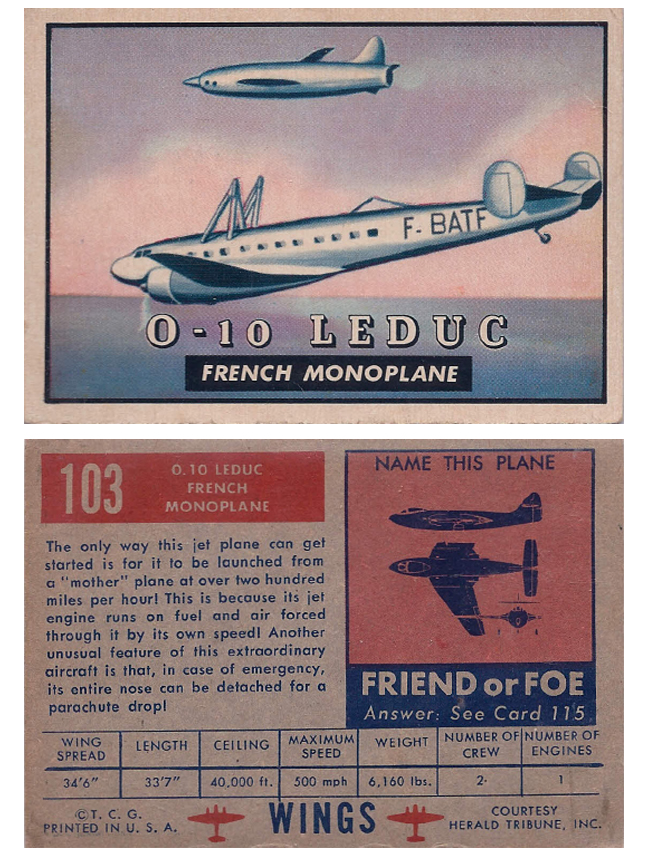 F-BATF
O-10 LEDUC
FRENCH MONOPLANE
103
O.10 LEDUC
FRENCH
MONOPLANE
The only way this jet plane can get
started is for it to be launched from
a "mother" plane at over two hundred
miles per hour! This is because its jet
engine runs on fuel and air forced
through it by its own speed! Another
unusual feature of this extraordinary
aircraft is that, in case of emergency,
its entire nose can be detached for a
parachute drop!
NAME THIS PLANE
FRIEND or FOE
Answer: See Card 115
WING SPREAD LENGTH CEILING MAXIMUM SPEED WEIGHT NUMBER OF CREW NUMBER OF ENGINES
34'6" 33'7" 40,000 ft. 500 mph 6,160 lbs. 2 1
© T. C. G.
PRINTED IN U. S. A.
WINGS
COURTESY
HERALD TRIBUNE, INC.